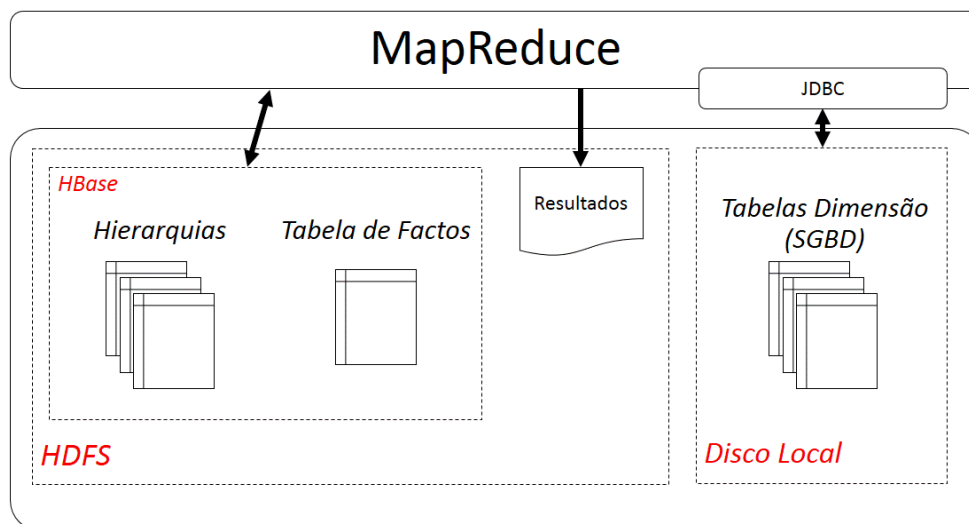 MapReduce
JDBC
HBase
Hierarquias
Tabela de Factos
Resultados
Tabelas Dimensão
(SGBD)
HDFS
Disco Local